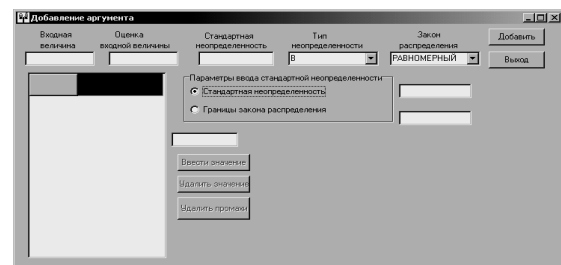 Добавление аргумента
Входная величина
Оценка входной величины
Стандартная неопределенность
Тип неопределенности
Закон распределения
Добавить
В
РАВНОМЕРНЫЙ
Выход
Параметры ввода стандартной неопределенности
Стандартная неопределенность
Границы закона распределения
Ввести значение
Удалить значение
Удалить промахи